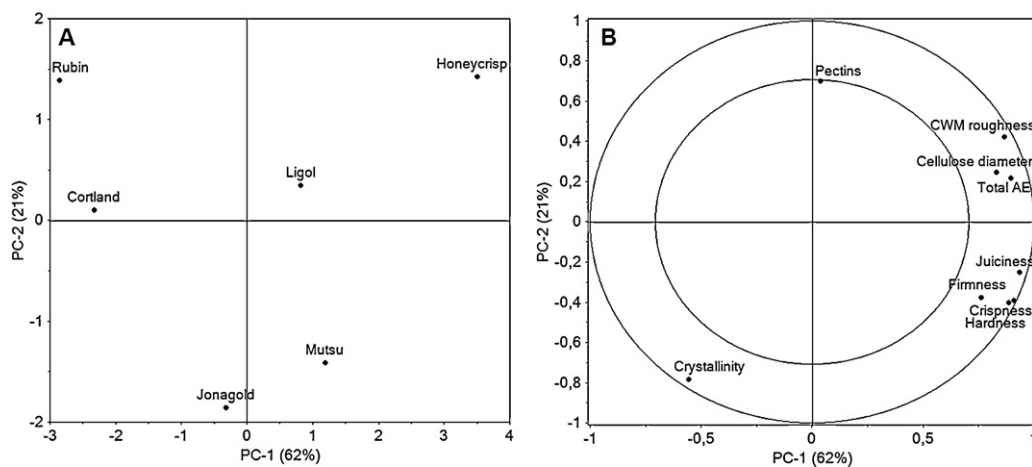 A
B
2
1
0
-1
-2
PC-2 (21%)
-3
-2
-1
0
1
2
3
4
PC-1 (62%)
Rubin
Honeycrisp
Ligol
Cortland
Mutsu
Jonagold
1
0,8
0,6
0,4
0,2
0
-0,2
-0,4
-0,6
-0,8
-1
PC-2 (21%)
-1
-0,5
0
0,5
1
PC-1 (62%)
Pectins
CWM roughness
Cellulose diameter
Total AE
Juiciness
Firmness
Crispness
Hardness
Crystallinity